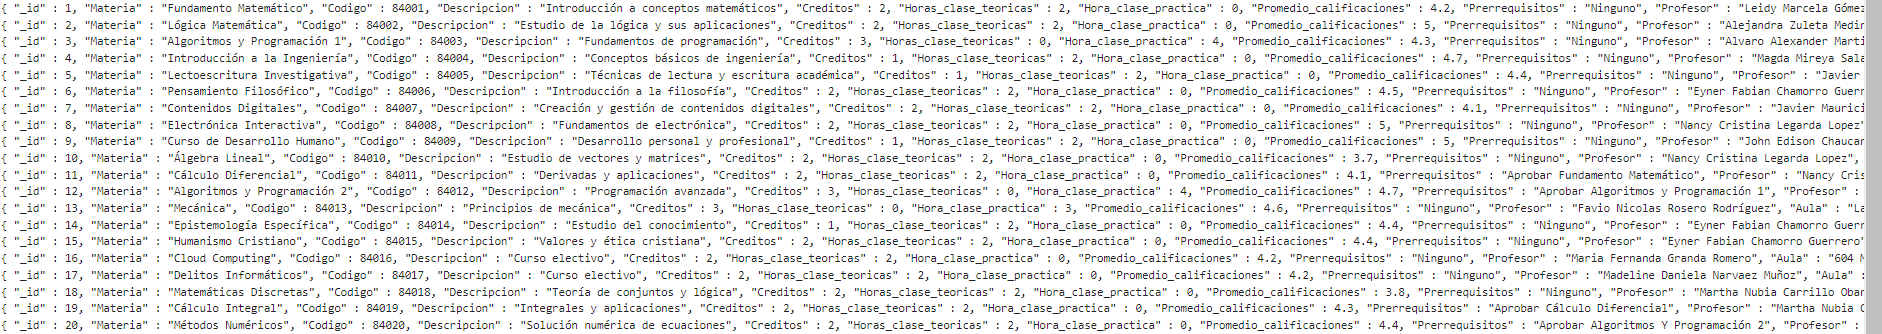 { "_id" : 1, "Materia" : "Fundamento Matemático", "Codigo" : 84001, "Descripcion" : "Introducción a conceptos matemáticos", "Creditos" : 2, "Horas_clase_teoricas" : 2, "Hora_clase_practica" : 0, "Promedio_calificaciones" : 4.2, "Prerrequisitos" : "Ninguno", "Profesor" : "Leidy Marcela Gómez
{ "_id" : 2, "Materia" : "Lógica Matemática", "Codigo" : 84002, "Descripcion" : "Estudio de la lógica y sus aplicaciones", "Creditos" : 2, "Horas_clase_teoricas" : 2, "Hora_clase_practica" : 0, "Promedio_calificaciones" : 5, "Prerrequisitos" : "Ninguno", "Profesor" : "Alejandra Zuleta Medin
{ "_id" : 3, "Materia" : "Algoritmos y Programación 1", "Codigo" : 84003, "Descripcion" : "Fundamentos de programación", "Creditos" : 3, "Horas_clase_teoricas" : 0, "Hora_clase_practica" : 4, "Promedio_calificaciones" : 4.3, "Prerrequisitos" : "Ninguno", "Profesor" : "Alvaro Alexander Marti
{ "_id" : 4, "Materia" : "Introducción a la Ingeniería", "Codigo" : 84004, "Descripcion" : "Conceptos básicos de ingeniería", "Creditos" : 1, "Horas_clase_teoricas" : 2, "Hora_clase_practica" : 0, "Promedio_calificaciones" : 4.7, "Prerrequisitos" : "Ninguno", "Profesor" : "Magda Mireya Sala
{ "_id" : 5, "Materia" : "Lectoescritura Investigativa", "Codigo" : 84005, "Descripcion" : "Técnicas de lectura y escritura académica", "Creditos" : 1, "Horas_clase_teoricas" : 2, "Hora_clase_practica" : 0, "Promedio_calificaciones" : 4.4, "Prerrequisitos" : "Ninguno", "Profesor" : "Javier
{ "_id" : 6, "Materia" : "Pensamiento Filosófico", "Codigo" : 84006, "Descripcion" : "Introducción a la filosofía", "Creditos" : 2, "Horas_clase_teoricas" : 2, "Hora_clase_practica" : 0, "Promedio_calificaciones" : 4.5, "Prerrequisitos" : "Ninguno", "Profesor" : "Eyner Fabian Chamorro Guerr
{ "_id" : 7, "Materia" : "Contenidos Digitales", "Codigo" : 84007, "Descripcion" : "Creación y gestión de contenidos digitales", "Creditos" : 2, "Horas_clase_teoricas" : 2, "Hora_clase_practica" : 0, "Promedio_calificaciones" : 4.1, "Prerrequisitos" : "Ninguno", "Profesor" : "Javier Maurici
{ "_id" : 8, "Materia" : "Electrónica Interactiva", "Codigo" : 84008, "Descripcion" : "Fundamentos de electrónica", "Creditos" : 2, "Horas_clase_teoricas" : 2, "Hora_clase_practica" : 0, "Promedio_calificaciones" : 5, "Prerrequisitos" : "Ninguno", "Profesor" : "Nancy Cristina Legarda Lopez"
{ "_id" : 9, "Materia" : "Curso de Desarrollo Humano", "Codigo" : 84009, "Descripcion" : "Desarrollo personal y profesional", "Creditos" : 1, "Horas_clase_teoricas" : 2, "Hora_clase_practica" : 0, "Promedio_calificaciones" : 5, "Prerrequisitos" : "Ninguno", "Profesor" : "John Edison Chaucan
{ "_id" : 10, "Materia" : "Álgebra Lineal", "Codigo" : 84010, "Descripcion" : "Estudio de vectores y matrices", "Creditos" : 2, "Horas_clase_teoricas" : 2, "Hora_clase_practica" : 0, "Promedio_calificaciones" : 3.7, "Prerrequisitos" : "Ninguno", "Profesor" : "Nancy Cristina Legarda Lopez",
{ "_id" : 11, "Materia" : "Cálculo Diferencial", "Codigo" : 84011, "Descripcion" : "Derivadas y aplicaciones", "Creditos" : 2, "Horas_clase_teoricas" : 2, "Hora_clase_practica" : 0, "Promedio_calificaciones" : 4.1, "Prerrequisitos" : "Aprobar Fundamento Matemático", "Profesor" : "Nancy Cris
{ "_id" : 12, "Materia" : "Algoritmos y Programación 2", "Codigo" : 84012, "Descripcion" : "Programación avanzada", "Creditos" : 3, "Horas_clase_teoricas" : 0, "Hora_clase_practica" : 4, "Promedio_calificaciones" : 4.7, "Prerrequisitos" : "Aprobar Algoritmos y Programación 1", "Profesor" :
{ "_id" : 13, "Materia" : "Mecánica", "Codigo" : 84013, "Descripcion" : "Principios de mecánica", "Creditos" : 3, "Horas_clase_teoricas" : 0, "Hora_clase_practica" : 3, "Promedio_calificaciones" : 4.6, "Prerrequisitos" : "Ninguno", "Profesor" : "Favio Nicolas Rosero Rodríguez", "Aula" : "La
{ "_id" : 14, "Materia" : "Epistemología Específica", "Codigo" : 84014, "Descripcion" : "Estudio del conocimiento", "Creditos" : 1, "Horas_clase_teoricas" : 2, "Hora_clase_practica" : 0, "Promedio_calificaciones" : 4.4, "Prerrequisitos" : "Ninguno", "Profesor" : "Eyner Fabian Chamorro Guerr
{ "_id" : 15, "Materia" : "Humanismo Cristiano", "Codigo" : 84015, "Descripcion" : "Valores y ética cristiana", "Creditos" : 2, "Horas_clase_teoricas" : 2, "Hora_clase_practica" : 0, "Promedio_calificaciones" : 4.4, "Prerrequisitos" : "Ninguno", "Profesor" : "Eyner Fabian Chamorro Guerrero"
{ "_id" : 16, "Materia" : "Cloud Computing", "Codigo" : 84016, "Descripcion" : "Curso electivo", "Creditos" : 2, "Horas_clase_teoricas" : 2, "Hora_clase_practica" : 0, "Promedio_calificaciones" : 4.2, "Prerrequisitos" : "Ninguno", "Profesor" : "Maria Fernanda Granda Romero", "Aula" : "604 M
{ "_id" : 17, "Materia" : "Delitos Informáticos", "Codigo" : 84017, "Descripcion" : "Curso electivo", "Creditos" : 2, "Horas_clase_teoricas" : 2, "Hora_clase_practica" : 0, "Promedio_calificaciones" : 4.2, "Prerrequisitos" : "Ninguno", "Profesor" : "Madeline Daniela Narvaez Muñoz", "Aula" :
{ "_id" : 18, "Materia" : "Matemáticas Discretas", "Codigo" : 84018, "Descripcion" : "Teoría de conjuntos y lógica", "Creditos" : 2, "Horas_clase_teoricas" : 2, "Hora_clase_practica" : 0, "Promedio_calificaciones" : 3.8, "Prerrequisitos" : "Ninguno", "Profesor" : "Martha Nubia Carrillo Oban
{ "_id" : 19, "Materia" : "Cálculo Integral", "Codigo" : 84019, "Descripcion" : "Integrales y aplicaciones", "Creditos" : 2, "Horas_clase_teoricas" : 2, "Hora_clase_practica" : 0, "Promedio_calificaciones" : 4.3, "Prerrequisitos" : "Aprobar Cálculo Diferencial", "Profesor" : "Martha Nubia C
{ "_id" : 20, "Materia" : "Métodos Numéricos", "Codigo" : 84020, "Descripcion" : "Solución numérica de ecuaciones", "Creditos" : 2, "Horas_clase_teoricas" : 2, "Hora_clase_practica" : 0, "Promedio_calificaciones" : 4.4, "Prerrequisitos" : "Aprobar Algoritmos Y Programación 2", "Profesor" :